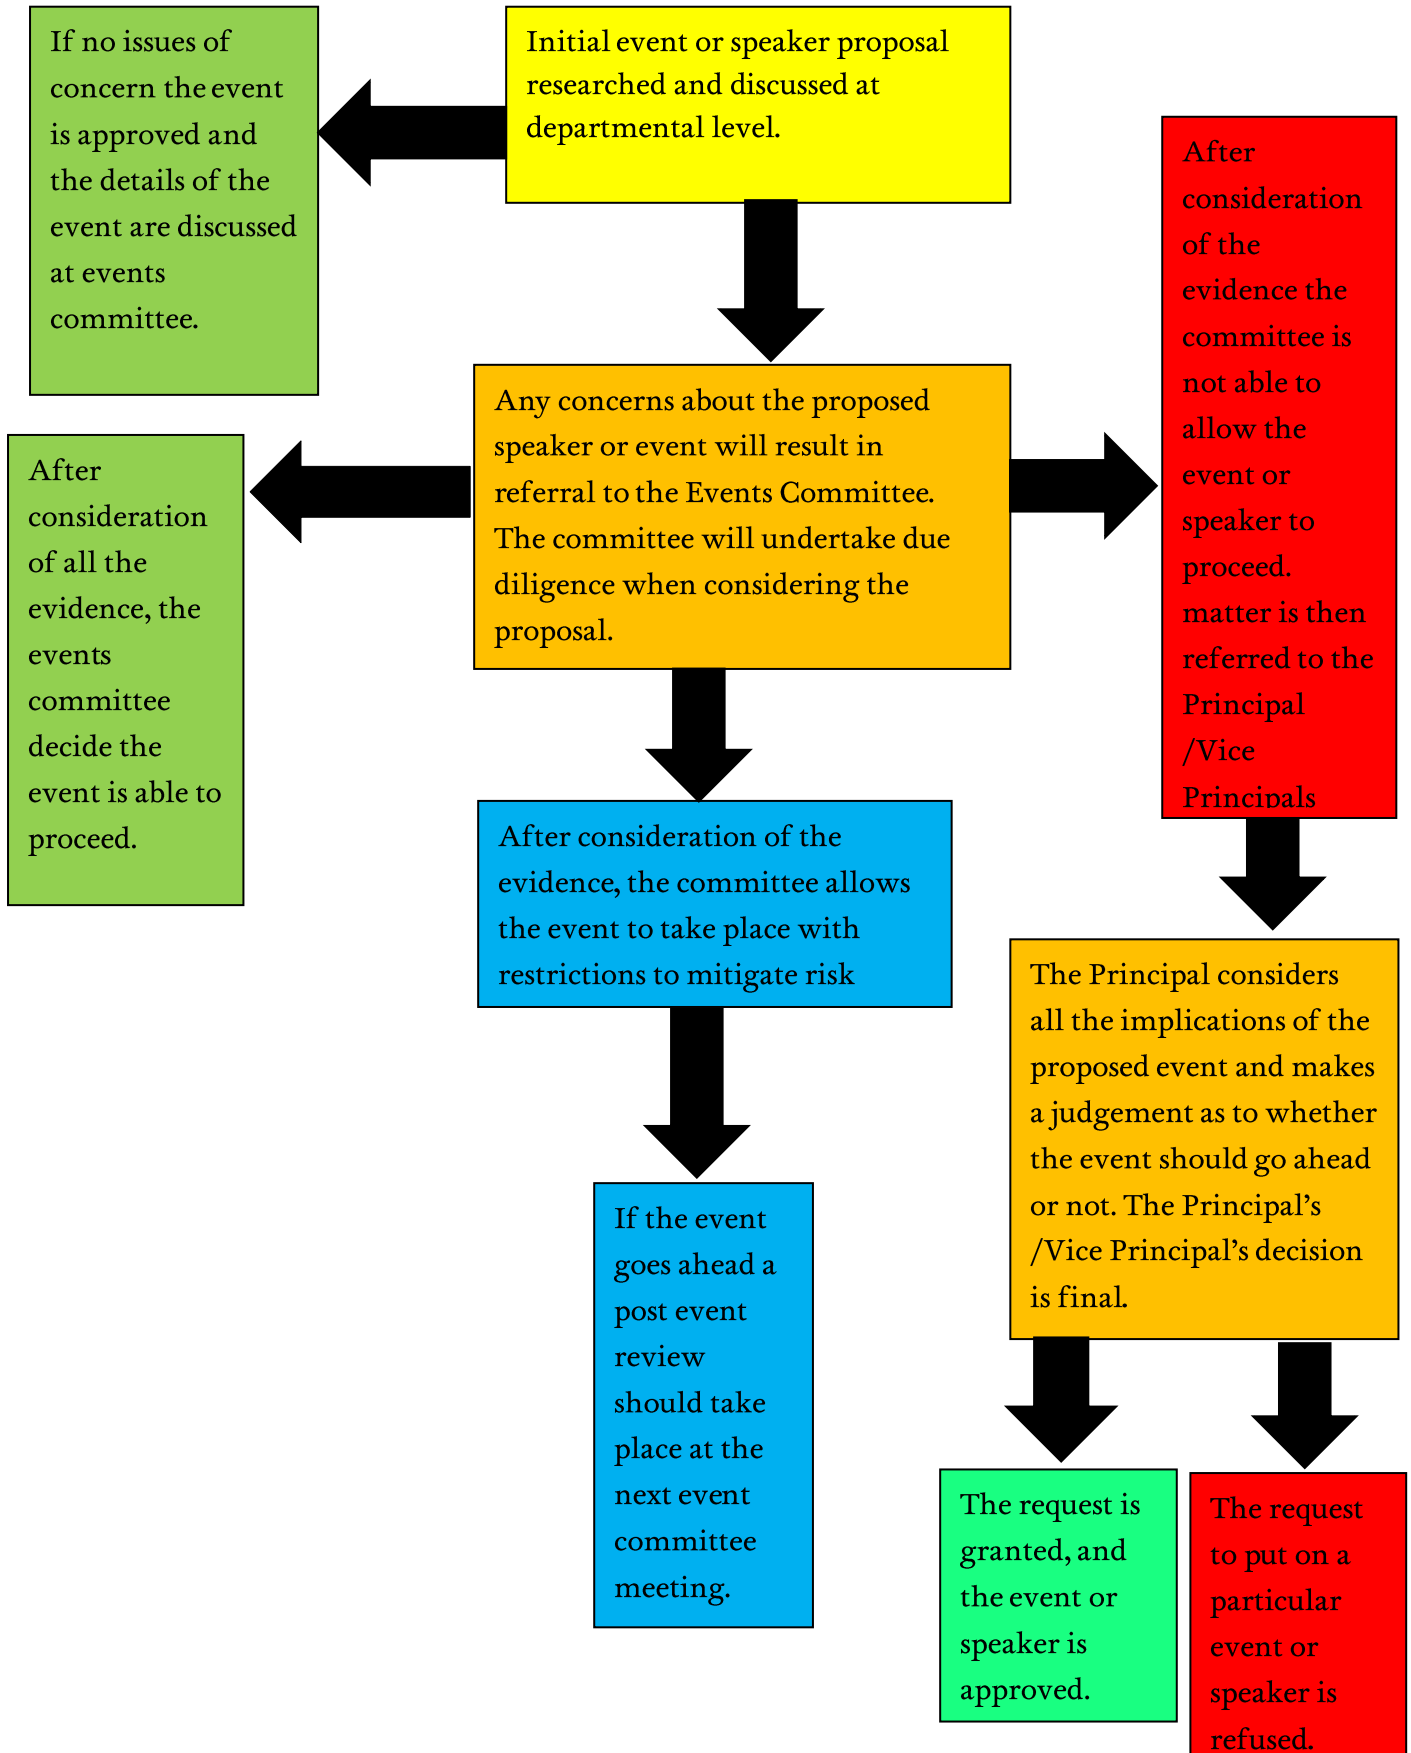 If no issues of
concern the event
is approved and
the details of the
event are discussed
at events
committee.
Initial event or speaker proposal
researched and discussed at
departmental level.
After
consideration
of the
evidence the
committee is
not able to
allow the
event or
speaker to
proceed.
matter is then
referred to the
Principal
/Vice
Principals
Any concerns about the proposed
speaker or event will result in
referral to the Events Committee.
The committee will undertake due
diligence when considering the
proposal.
After
consideration
of all the
evidence, the
events
committee
decide the
event is able to
proceed.
After consideration of the
evidence, the committee allows
the event to take place with
restrictions to mitigate risk
The Principal considers
all the implications of the
proposed event and makes
a judgement as to whether
the event should go ahead
or not. The Principal's
/Vice Principal's decision
is final.
If the event
goes ahead a
post event
review
should take
place at the
next event
committee
meeting.
The request is
granted, and
the event or
speaker is
approved.
The request
to put on a
particular
event or
speaker is
refused.